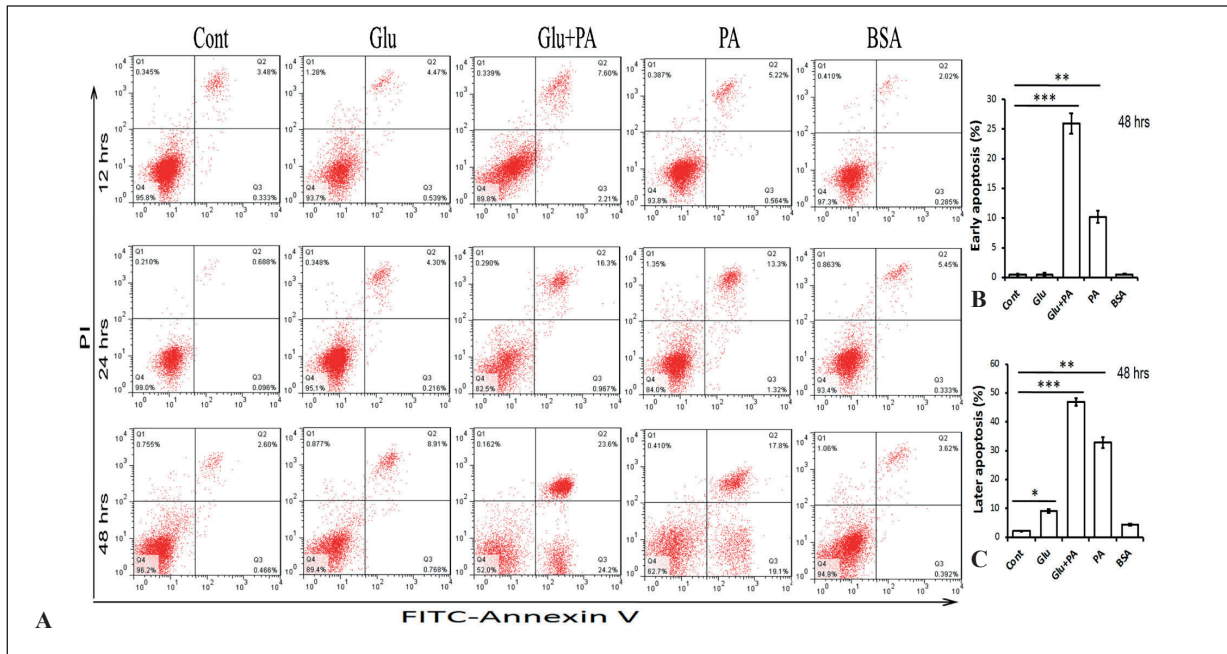 Cont Glu Glu+PA PA BSA
PI
FITC-Annexin V
A
12 hrs
Q1 0.345% Q2 3.48% Q4 95.8% Q3 0.333%
Q1 1.28% Q2 4.47% Q4 93.7% Q3 0.539%
Q1 0.339% Q2 7.60% Q4 89.8% Q3 2.21%
Q1 0.387% Q2 5.22% Q4 93.8% Q3 0.564%
Q1 0.410% Q2 2.02% Q4 97.3% Q3 0.285%
24 hrs
Q1 0.210% Q2 0.688% Q4 99.0% Q3 0.096%
Q1 0.348% Q2 4.30% Q4 95.1% Q3 0.216%
Q1 0.290% Q2 16.3% Q4 82.5% Q3 0.967%
Q1 1.35% Q2 13.3% Q4 84.0% Q3 1.32%
Q1 0.863% Q2 5.45% Q4 93.4% Q3 0.333%
48 hrs
Q1 0.755% Q2 2.60% Q4 96.2% Q3 0.466%
Q1 0.877% Q2 8.91% Q4 89.4% Q3 0.768%
Q1 0.162% Q2 23.6% Q4 52.0% Q3 24.2%
Q1 0.410% Q2 17.8% Q4 62.7% Q3 19.1%
Q1 1.06% Q2 3.62% Q4 94.9% Q3 0.392%
10⁰ 10¹ 10² 10³ 10⁴
B
48 hrs
Early apoptosis (%)
30
25
20
15
10
5
0
** 
***
Cont Glu Glu+PA PA BSA
C
48 hrs
Later apoptosis (%)
60
50
40
30
20
10
0
**
***
*
Cont Glu Glu+PA PA BSA